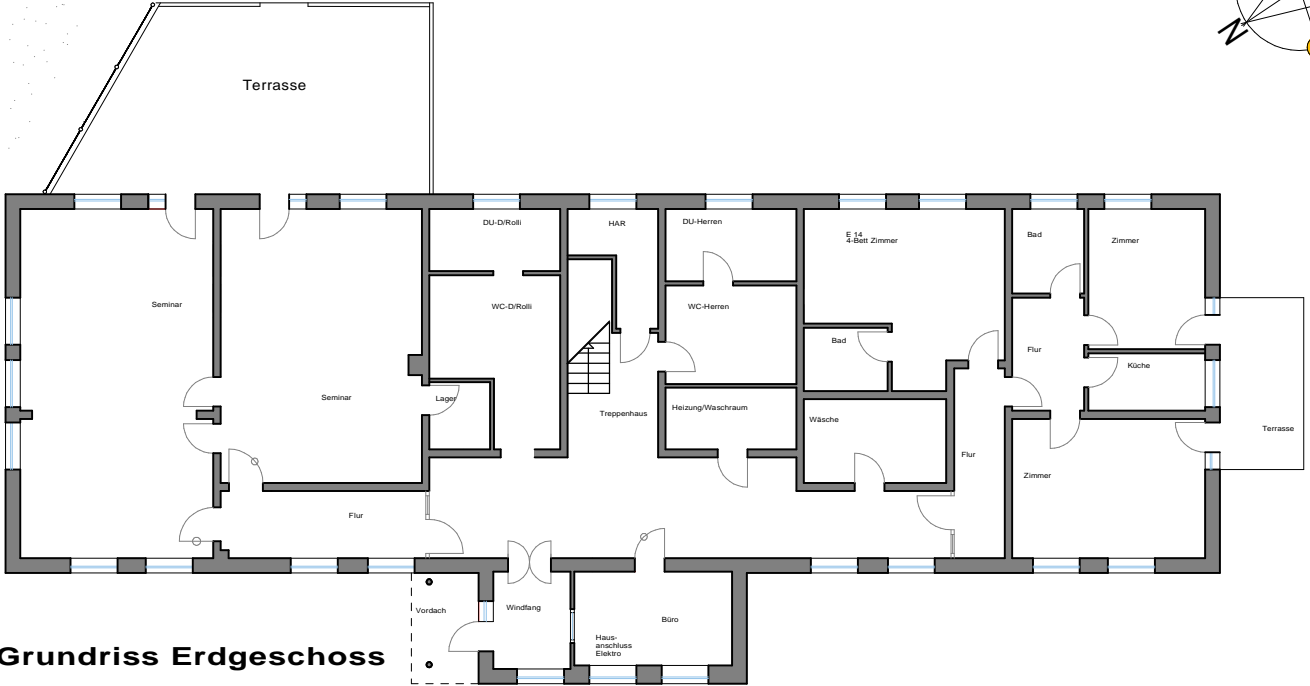 N
Terrasse
DU-D/Rolli
HAR
DU-Herren
E 14
4-Bett Zimmer
Bad
Zimmer
Seminar
WC-D/Rolli
WC-Herren
Bad
Flur
Küche
Seminar
Lager
Treppenhaus
Heizung/Waschraum
Wäsche
Terrasse
Flur
Zimmer
Flur
Vordach
Windfang
Büro
Haus-
anschluss
Elektro
Grundriss Erdgeschoss